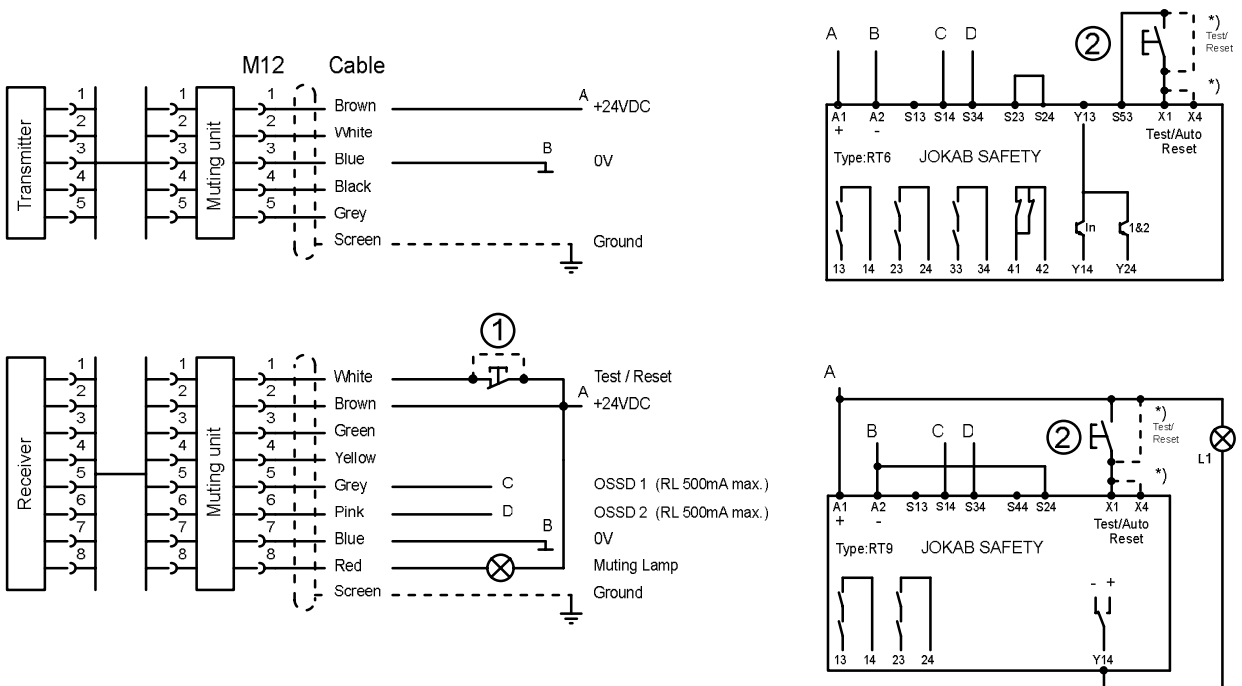 M12 Cable
Transmitter
1
2
3
4
5
1
2
3
4
5
Muting unit
1
2
3
4
5
Brown
White
Blue
Black
Grey
Screen
A +24VDC
B 0V
Ground
Receiver
1
2
3
4
5
6
7
8
1
2
3
4
5
6
7
8
Muting unit
1
2
3
4
5
6
7
8
White
Brown
Green
Yellow
Grey
Pink
Blue
Red
Screen
1
Test / Reset
A +24VDC
C OSSD 1 (RL 500mA max.)
D OSSD 2 (RL 500mA max.)
B 0V
Muting Lamp
Ground
A B C D
2
*)
Test/
Reset
*)
A1 A2 S13 S14 S34 S23 S24 Y13 S53 X1 X4
+ -
Test/Auto
Reset
Type:RT6 JOKAB SAFETY
In 1&2
13 14 23 24 33 34 41 42 Y14 Y24
A
B C D
2
*)
Test/
Reset
*)
L1
A1 A2 S13 S14 S34 S44 S24 X1 X4
+ -
Test/Auto
Reset
Type:RT9 JOKAB SAFETY
- +
13 14 23 24 Y14